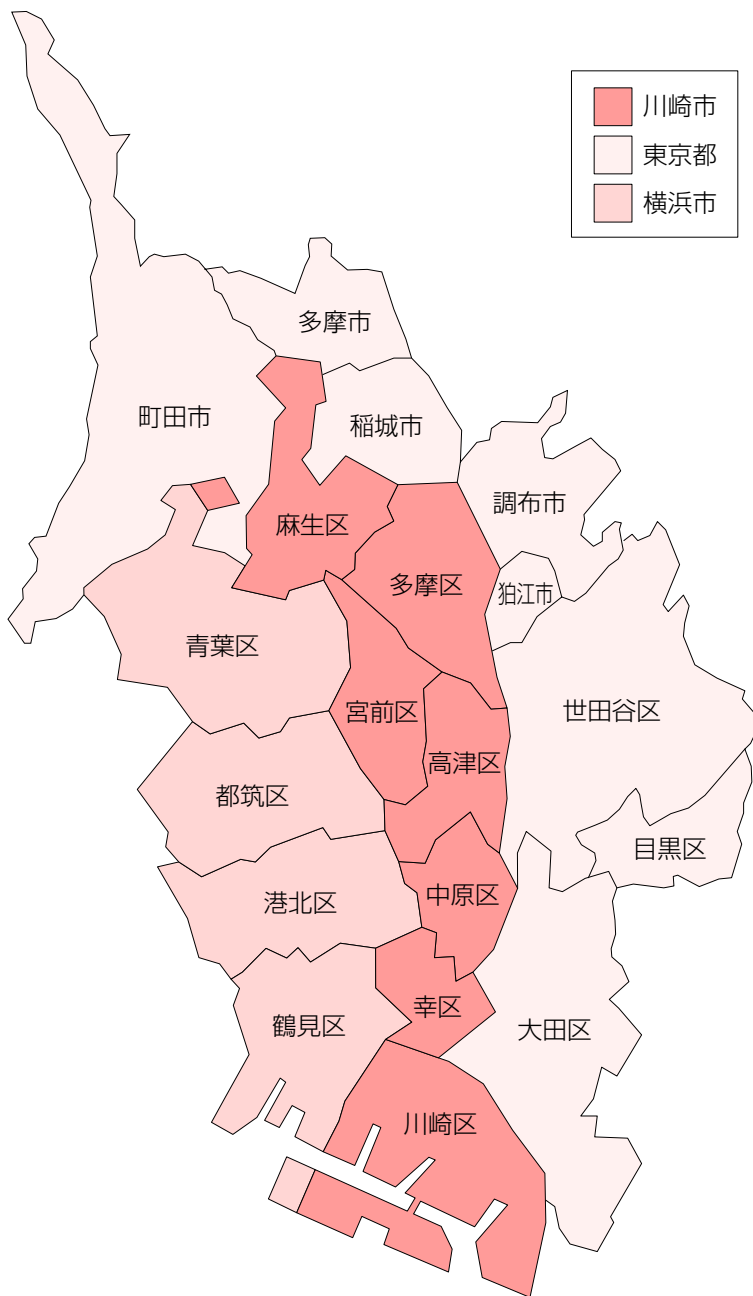 川崎市
東京都
横浜市
多摩市
町田市
稲城市
調布市
麻生区
多摩区
狛江市
青葉区
宮前区
世田谷区
高津区
都筑区
目黒区
港北区
中原区
幸区
鶴見区
大田区
川崎区